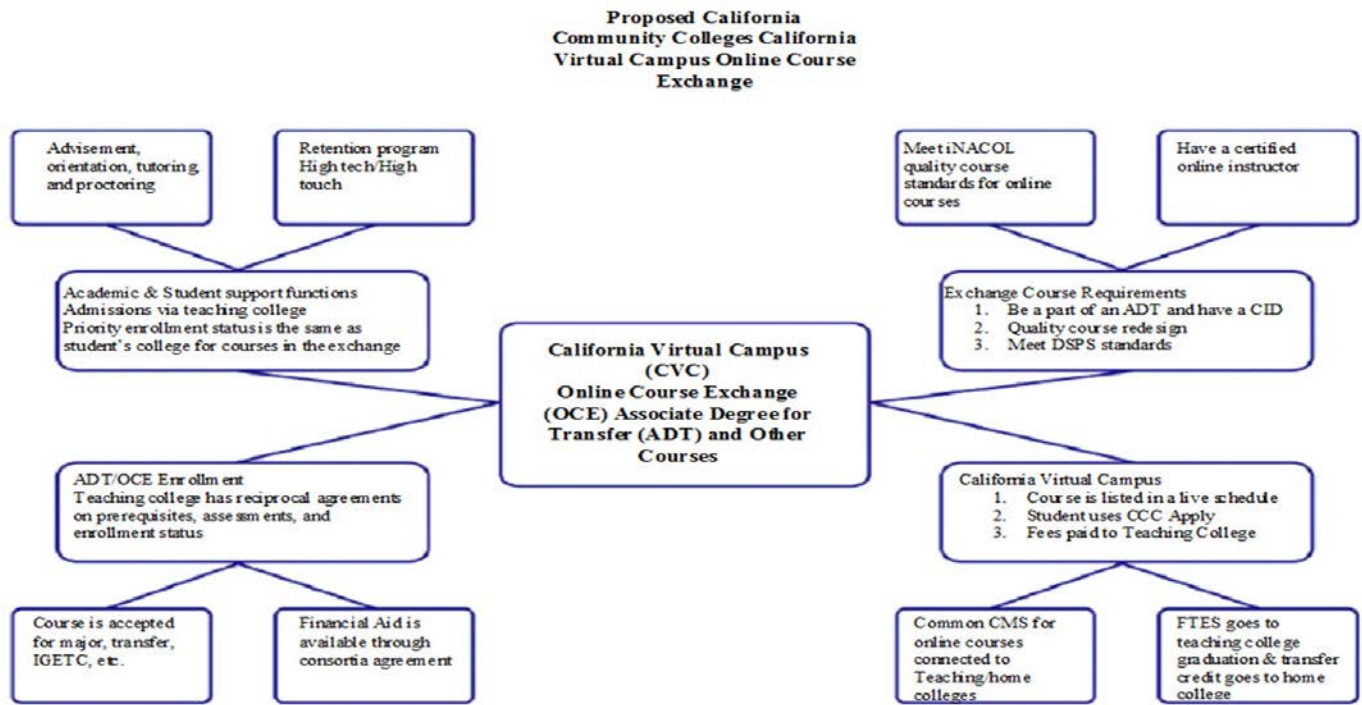 Proposed California
Community Colleges California
Virtual Campus Online Course
Exchange
Advisement,
orientation, tutoring,
and proctoring
Retention program
High tech/High
touch
Meet iNACOL
quality course
standards for online
courses
Have a certified
online instructor
Academic & Student support functions
Admissions via teaching college
Priority enrollment status is the same as
student's college for courses in the exchange
Exchange Course Requirements
1. Be a part of an ADT and have a CID
2. Quality course redesign
3. Meet DSPS standards
California Virtual Campus
(CVC)
Online Course Exchange
(OCE) Associate Degree for
Transfer (ADT) and Other
Courses
ADT/OCE Enrollment
Teaching college has reciprocal agreements
on prerequisites, assessments, and
enrollment status
California Virtual Campus
1. Course is listed in a live schedule
2. Student uses CCC Apply
3. Fees paid to Teaching College
Course is accepted
for major, transfer,
IGETC, etc.
Financial Aid is
available through
consortia agreement
Common CMS for
online courses
connected to
Teaching/home
colleges
FTES goes to
teaching college
graduation & transfer
credit goes to home
college